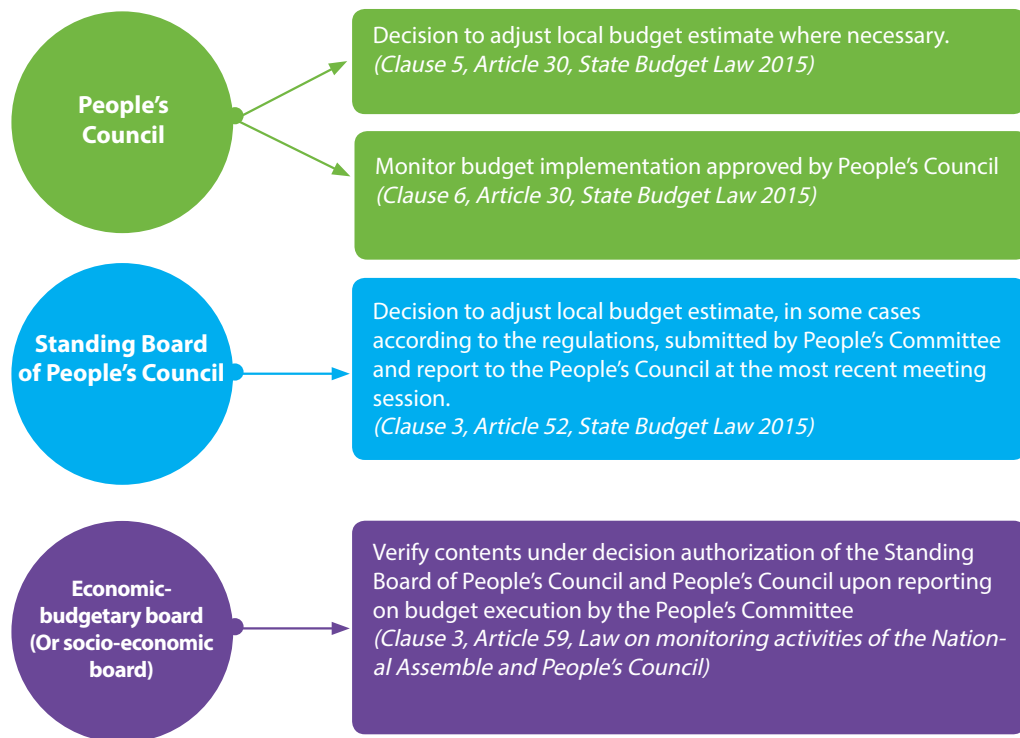 People's
Council
Decision to adjust local budget estimate where necessary.
(Clause 5, Article 30, State Budget Law 2015)
Monitor budget implementation approved by People's Council
(Clause 6, Article 30, State Budget Law 2015)
Standing Board
of People's Council
Decision to adjust local budget estimate, in some cases
according to the regulations, submitted by People's Committee
and report to the People's Council at the most recent meeting
session.
(Clause 3, Article 52, State Budget Law 2015)
Economic-
budgetary board
(Or socio-economic
board)
Verify contents under decision authorization of the Standing
Board of People's Council and People's Council upon reporting
on budget execution by the People's Committee
(Clause 3, Article 59, Law on monitoring activities of the Nation-
al Assemble and People's Council)